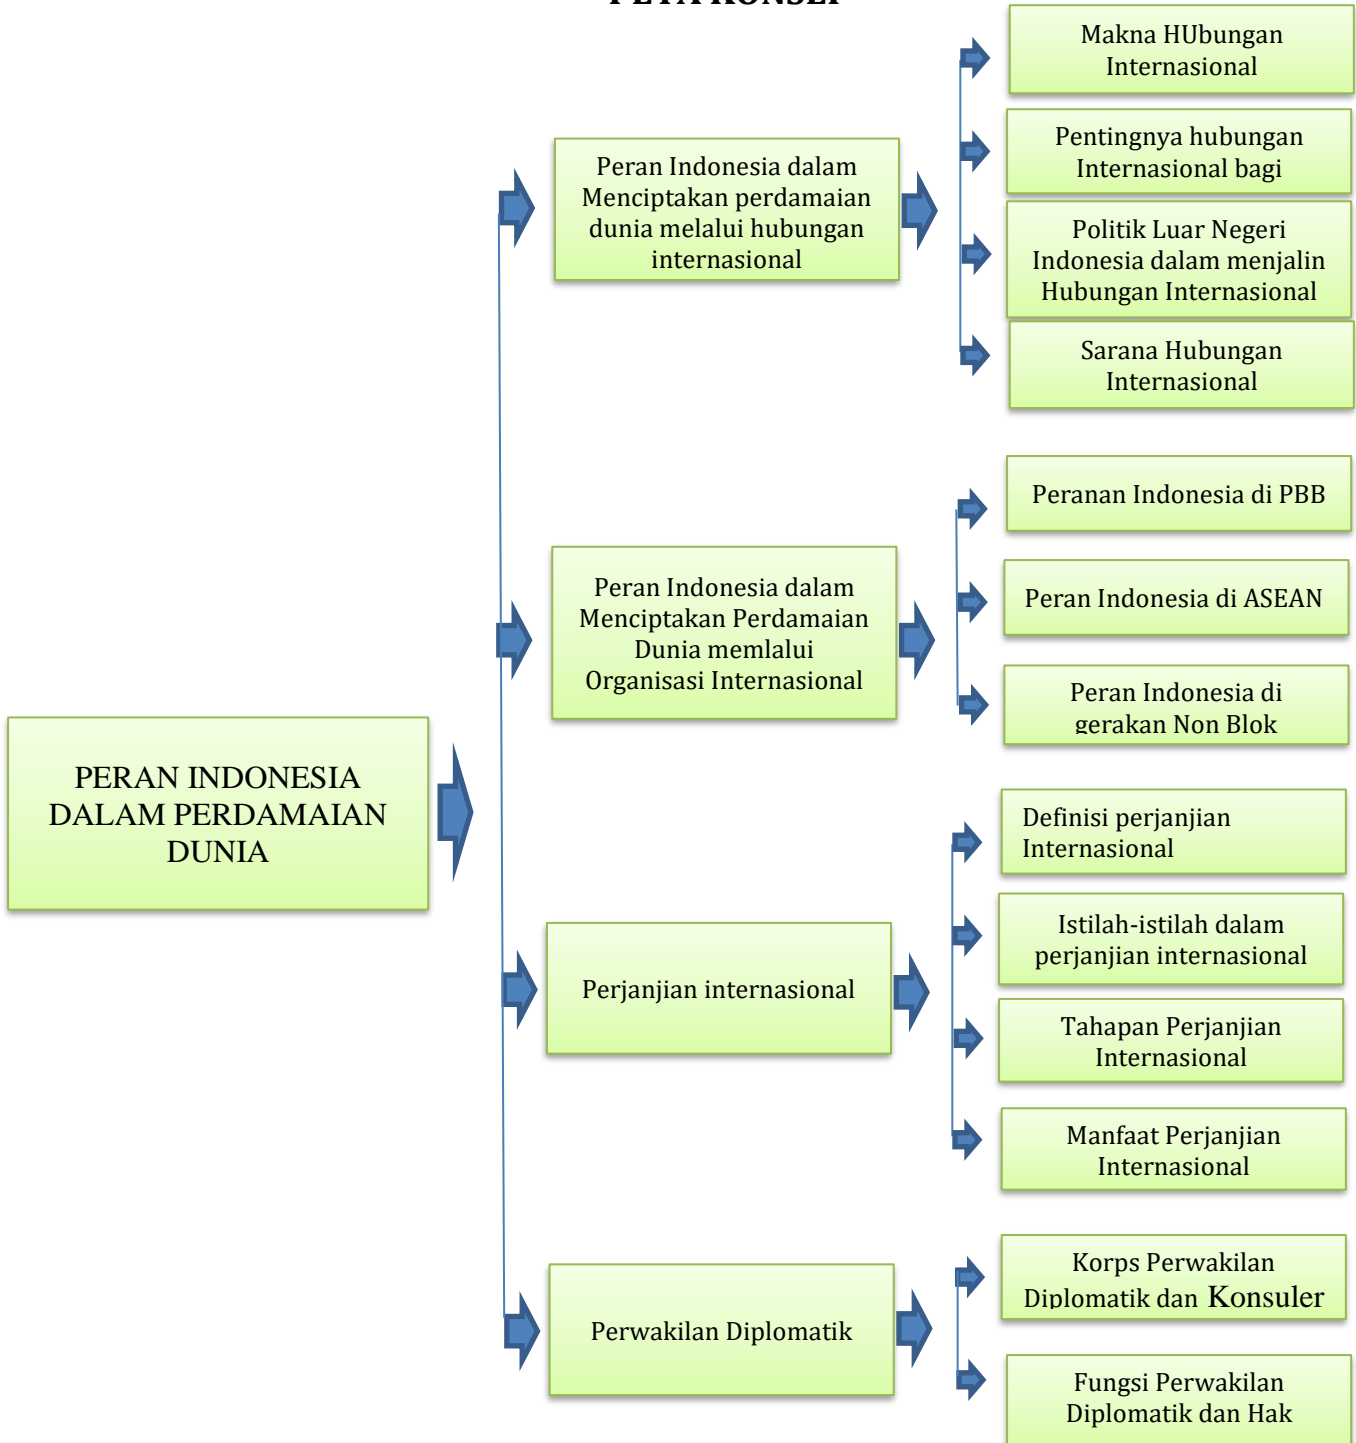 PETA KONSEP
Makna HUbungan
Internasional
Pentingnya hubungan
Internasional bagi
Peran Indonesia dalam
Menciptakan perdamaian
dunia melalui hubungan
internasional
Politik Luar Negeri
Indonesia dalam menjalin
Hubungan Internasional
Sarana Hubungan
Internasional
Peranan Indonesia di PBB
Peran Indonesia dalam
Menciptakan Perdamaian
Dunia memlalui
Organisasi Internasional
Peran Indonesia di ASEAN
Peran Indonesia di
gerakan Non Blok
PERAN INDONESIA
DALAM PERDAMAIAN
DUNIA
Definisi perjanjian
Internasional
Istilah-istilah dalam
perjanjian internasional
Perjanjian internasional
Tahapan Perjanjian
Internasional
Manfaat Perjanjian
Internasional
Korps Perwakilan
Diplomatik dan Konsuler
Perwakilan Diplomatik
Fungsi Perwakilan
Diplomatik dan Hak